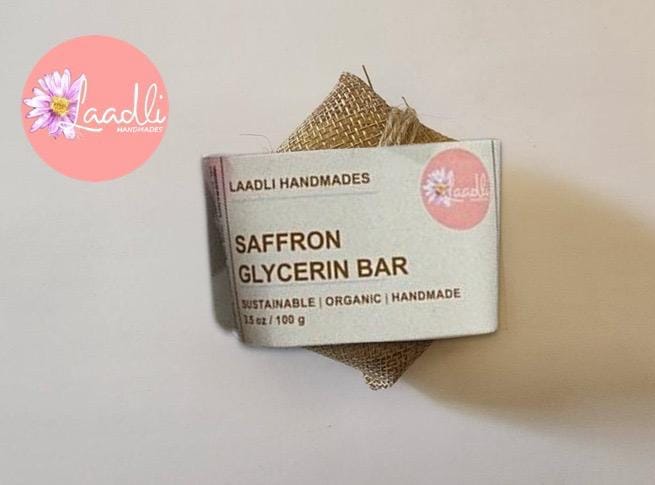 Laadli
HANDMADES
LAADLI HANDMADES
Laadli
SAFFRON
GLYCERIN BAR
SUSTAINABLE | ORGANIC | HANDMADE
3.5 oz / 100 g